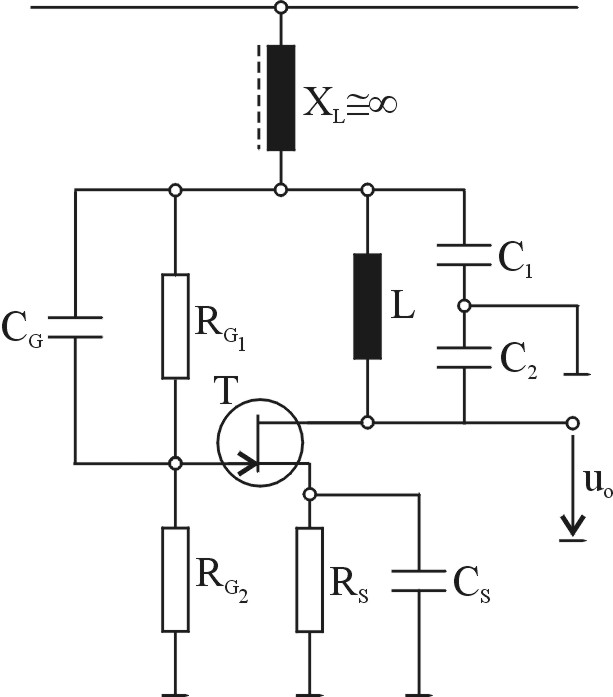 X_L≅∞
C_1
L
C_G
R_G1
C_2
T
u_o
R_G2
R_S
C_S